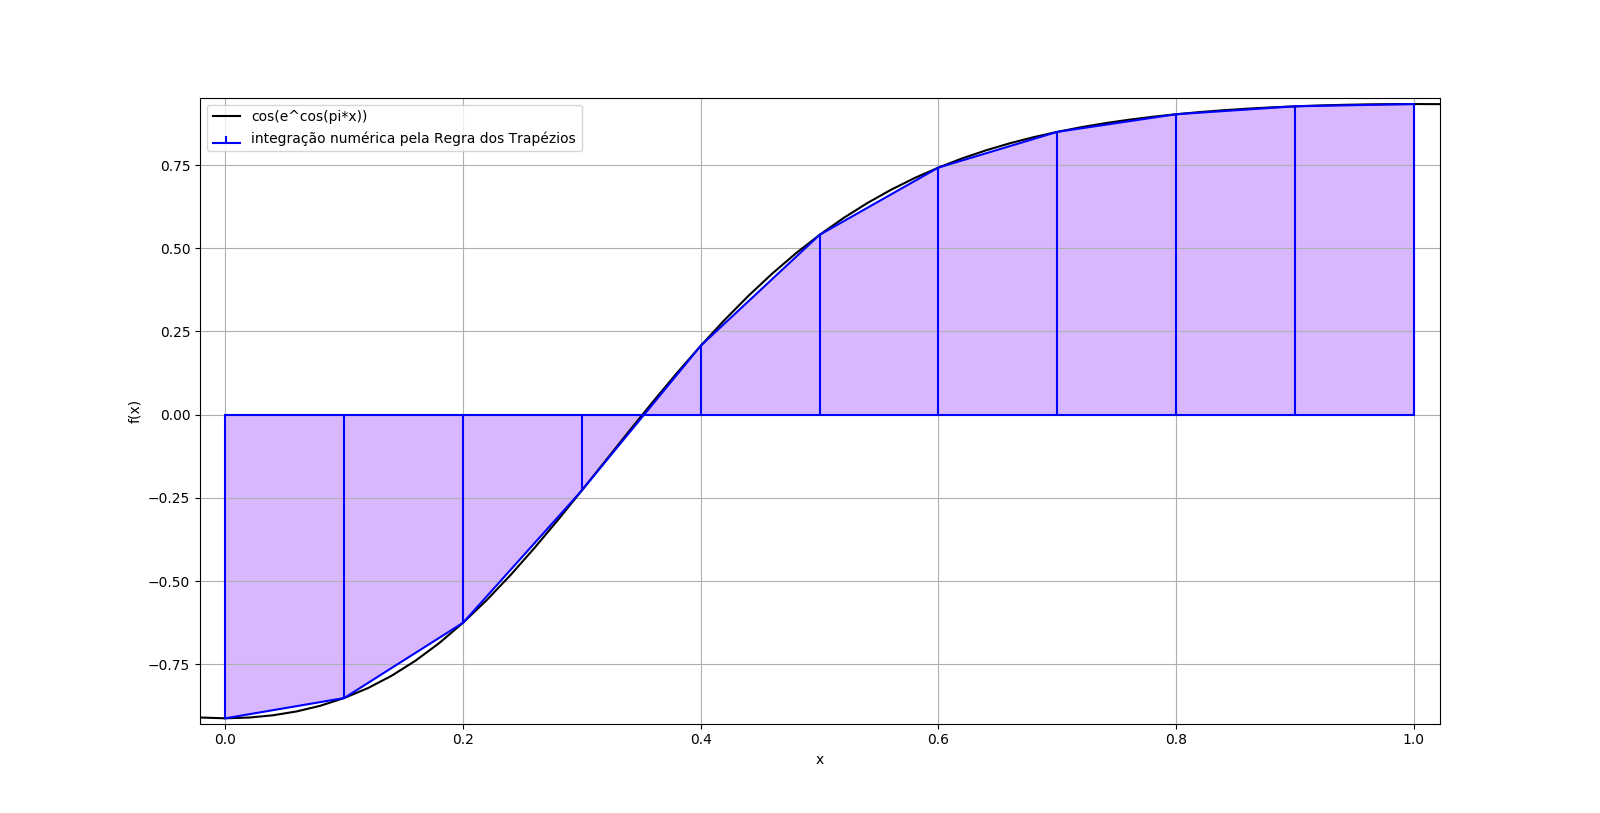 cos(e^cos(pi*x))
integração numérica pela Regra dos Trapézios
0.75
0.50
0.25
0.00
−0.25
−0.50
−0.75
f(x)
0.0 0.2 0.4 0.6 0.8 1.0
x